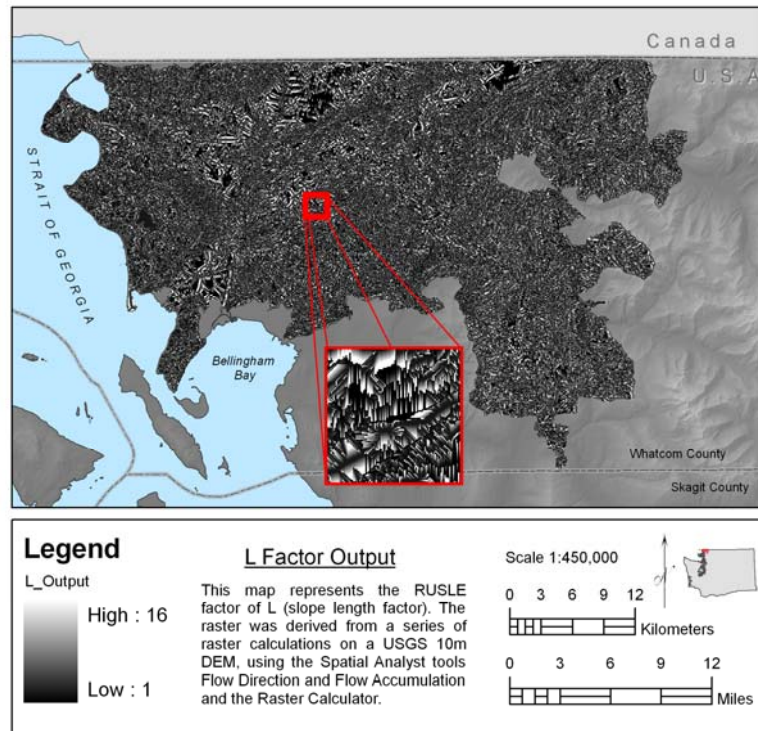 Canada
U.S.A
STRAIT OF GEORGIA
Bellingham
Bay
Whatcom County
Skagit County
Legend
L_Output
High : 16
Low : 1
L Factor Output
This map represents the RUSLE
factor of L (slope length factor). The
raster was derived from a series of
raster calculations on a USGS 10m
DEM, using the Spatial Analyst tools
Flow Direction and Flow Accumulation
and the Raster Calculator.
Scale 1:450,000
0 3 6 9 12
Kilometers
0 3 6 9 12
Miles